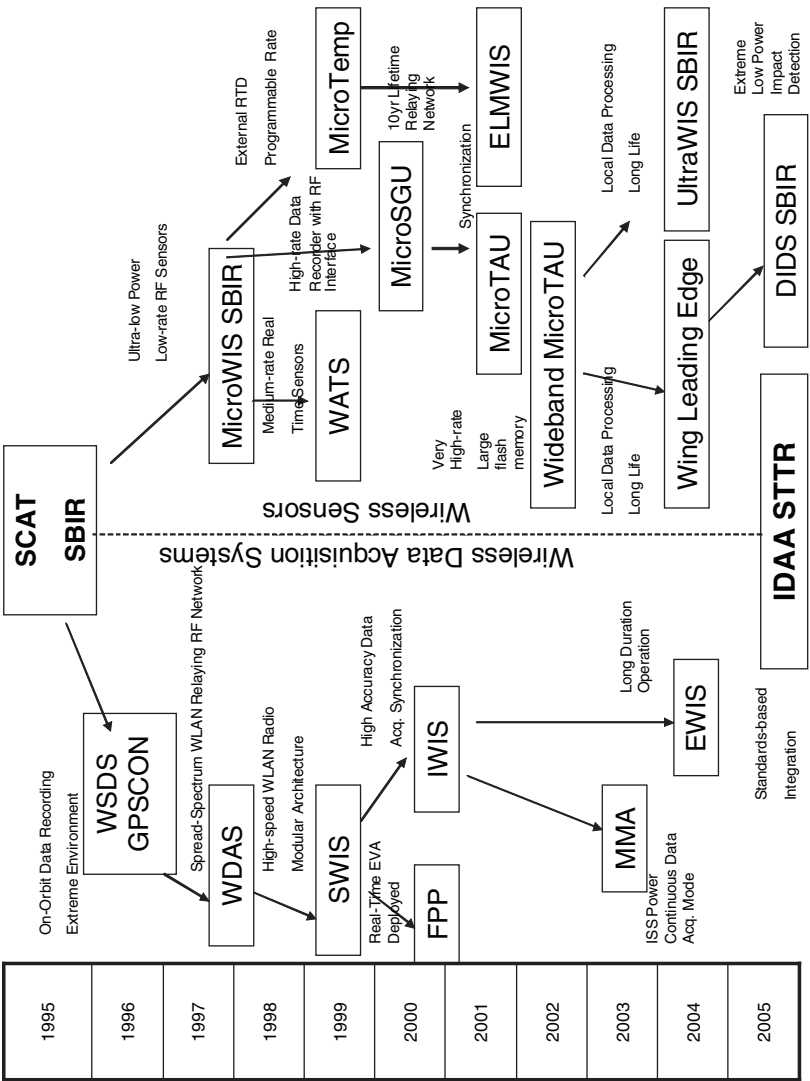 1995
1996
1997
1998
1999
2000
2001
2002
2003
2004
2005
SCAT
SBIR
On-Orbit Data Recording
Extreme Environment
WSDS
GPSCON
Spread-Spectrum WLAN Relaying RF Network
WDAS
High-speed WLAN Radio
Modular Architecture
SWIS
Real-Time EVA
Deployed
FPP
High Accuracy Data
Acq. Synchronization
IWIS
MMA
ISS Power
Continuous Data
Acq. Mode
Long Duration
Operation
EWIS
Standards-based
Integration
IDAA STTR
Wireless Data Acquisition Systems
Wireless Sensors
Ultra-low Power
Low-rate RF Sensors
MicroWIS SBIR
Medium-rate Real
Time Sensors
WATS
High-rate Data
Recorder with RF
Interface
External RTD
Programmable Rate
MicroTemp
10yr Lifetime
Relaying
Network
MicroSGU
Synchronization
ELMWIS
MicroTAU
Very
High-rate
Large
flash
memory
Wideband MicroTAU
Local Data Processing
Long Life
Local Data Processing
Long Life
Wing Leading Edge
UltraWIS SBIR
Extreme
Low Power
Impact
Detection
DIDS SBIR